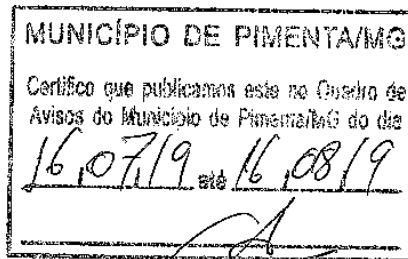 MUNICÍPIO DE PIMENTA/MG
Certifico que publicamos este no Quadro de
Avisos do Município de Pimenta/MG do dia
16,07,19 até 16,08,19